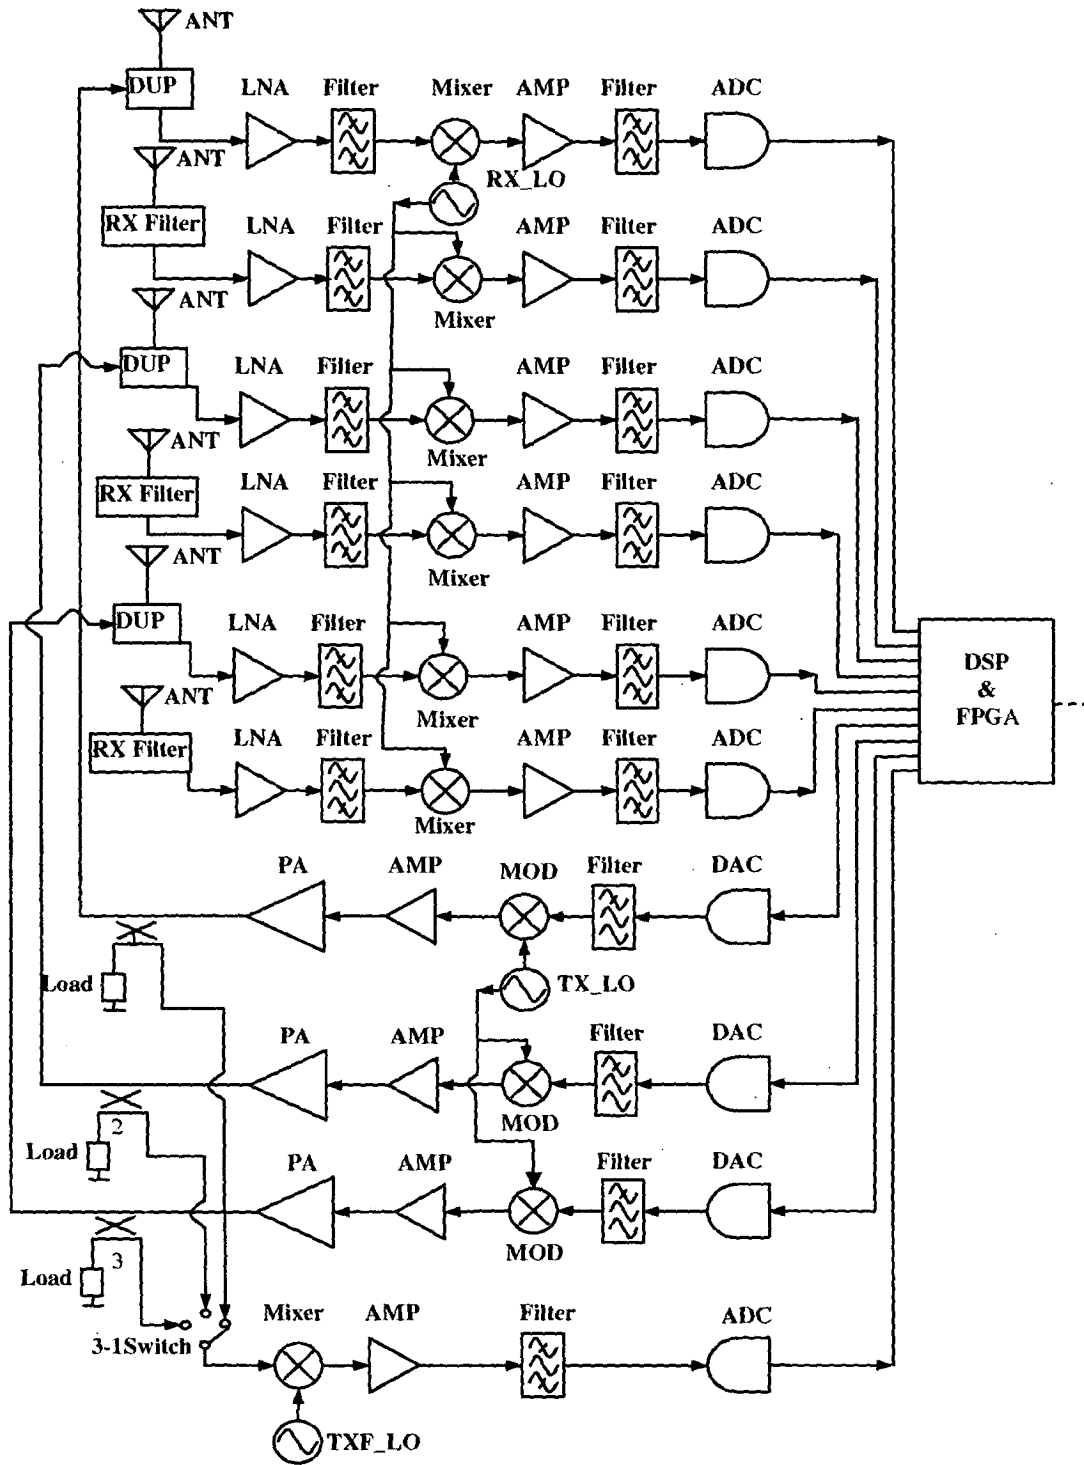 ANT
DUP LNA Filter Mixer AMP Filter ADC
ANT RX_LO
RX Filter LNA Filter AMP Filter ADC
Mixer
ANT
DUP LNA Filter AMP Filter ADC
ANT Mixer
RX Filter LNA Filter AMP Filter ADC
ANT Mixer
DUP LNA Filter AMP Filter ADC
DSP
&
FPGA
ANT Mixer
RX Filter LNA Filter AMP Filter ADC
Mixer
PA AMP MOD Filter DAC
Load TX_LO
PA AMP Filter DAC
2 MOD
Load PA AMP Filter DAC
3 MOD
Load
3-1Switch Mixer AMP Filter ADC
TXF_LO